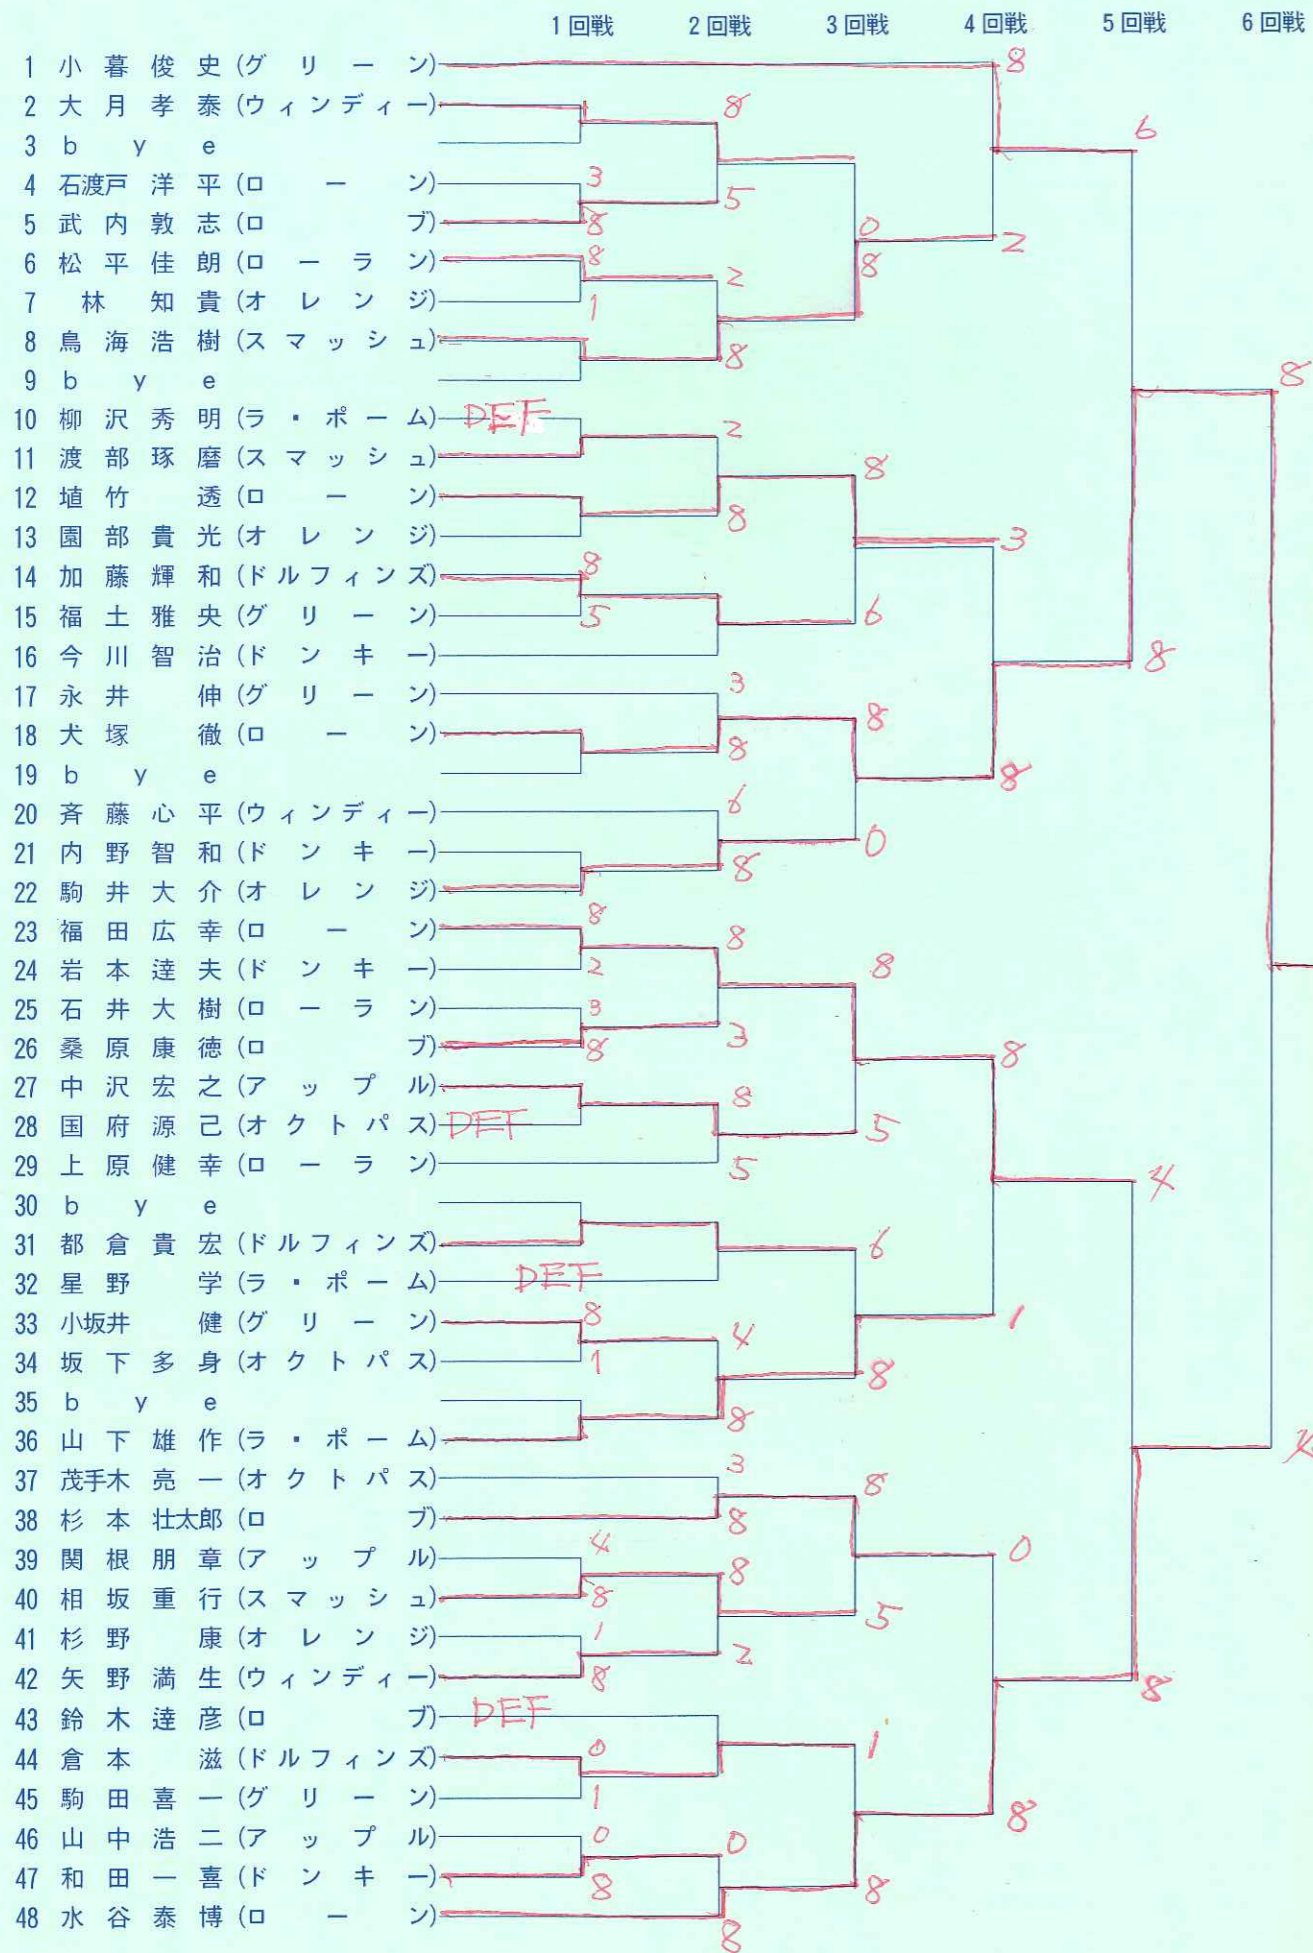 1回戦 2回戦 3回戦 4回戦 5回戦 6回戦
1 小暮俊史(グリーン) 8
2 大月孝泰(ウィンディー) 8
6
3 bye
4 石渡戸洋平(ローン) 3
5
5 武内敦志(ロブ) 8
0
2
6 松平佳朗(ローラン) 8
2
8
7 林知貴(オレンジ) 1
8 鳥海浩樹(スマッシュ)
8
9 bye
8
10 柳沢秀明(ラ・ポーム) DEF
2
11 渡部琢磨(スマッシュ)
8
12 埴竹透(ローン)
8
13 園部貴光(オレンジ)
3
14 加藤輝和(ドルフィンズ) 8
15 福土雅央(グリーン) 5
6
16 今川智治(ドンキー)
8
17 永井伸(グリーン) 3
8
18 犬塚徹(ローン)
8
19 bye
8
20 斉藤心平(ウィンディー) 6
21 内野智和(ドンキー)
0
8
22 駒井大介(オレンジ)
23 福田広幸(ローン) 8
8
24 岩本達夫(ドンキー) 2
8
25 石井大樹(ローラン) 3
26 桑原康徳(ロブ) 8
3
8
27 中沢宏之(アップル)
8
28 国府源己(オクトパス) DEF
5
29 上原健幸(ローラン) 5
4
30 bye
31 都倉貴宏(ドルフィンズ)
6
32 星野学(ラ・ポーム) DEF
33 小坂井健(グリーン) 8
1
4
34 坂下多身(オクトパス) 1
8
35 bye
8
36 山下雄作(ラ・ポーム)
4
37 茂手木亮一(オクトパス) 3
8
38 杉本壮太郎(ロブ) 8
39 関根朋章(アップル) 4
0
8
40 相坂重行(スマッシュ) 8
5
41 杉野康(オレンジ) 1
2
42 矢野満生(ウィンディー) 8
8
43 鈴木達彦(ロブ) DEF
1
44 倉本滋(ドルフィンズ) 0
45 駒田喜一(グリーン) 1
8
46 山中浩二(アップル) 0
0
47 和田一喜(ドンキー) 8
8
48 水谷泰博(ローン) 8